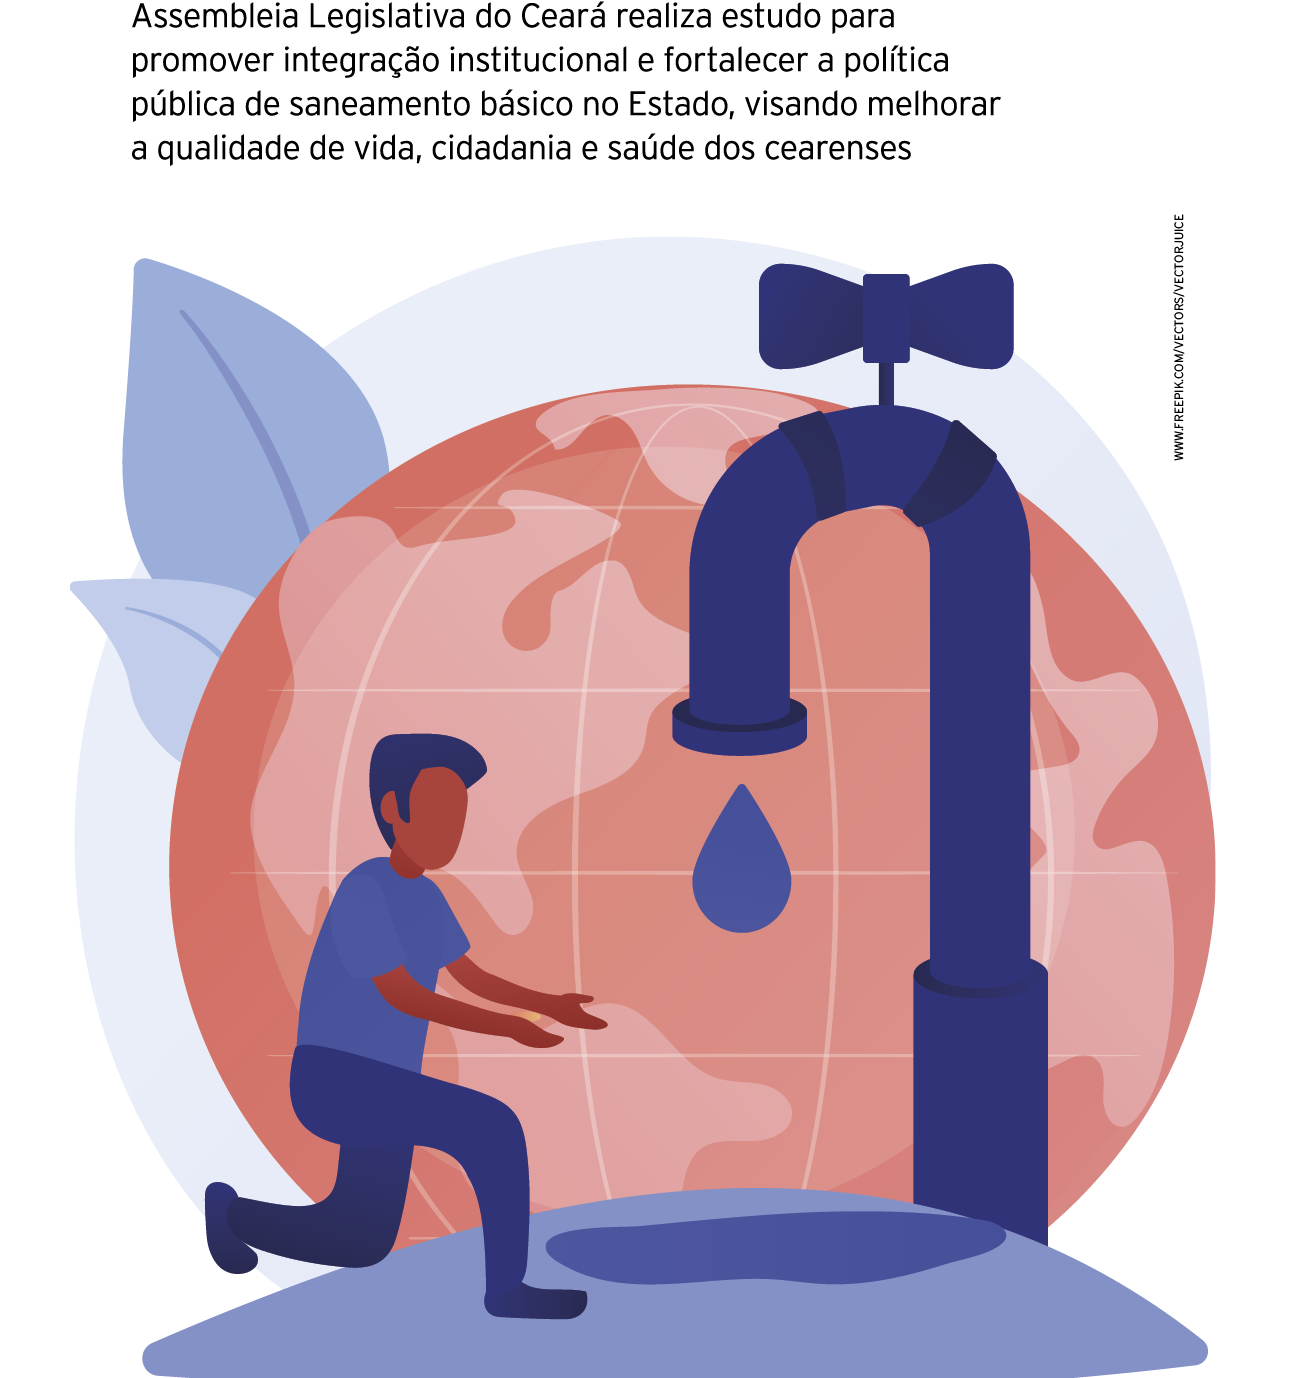 Assembleia Legislativa do Ceará realiza estudo para
promover integração institucional e fortalecer a política
pública de saneamento básico no Estado, visando melhorar
a qualidade de vida, cidadania e saúde dos cearenses
WWW.FREEPIK.COM/VECTORS/VECTORJUICE